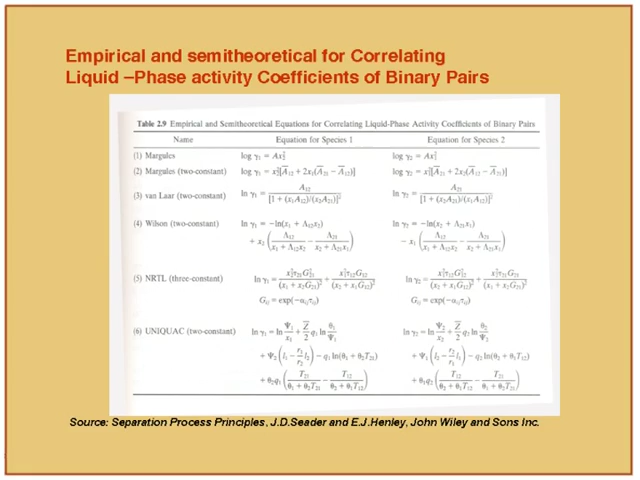 Empirical and semitheoretical for Correlating
Liquid –Phase activity Coefficients of Binary Pairs
Table 2.9 Empirical and Semitheoretical Equations for Correlating Liquid-Phase Activity Coefficients of Binary Pairs
Name Equation for Species 1 Equation for Species 2
(1) Margules log γ₁ = Ax₂² log γ₂ = Ax₁²
(2) Margules (two-constant) log γ₁ = x₂²[A̅₁₂ + 2x₁(A̅₂₁ − A̅₁₂)] log γ₂ = x₁²[A̅₂₁ + 2x₂(A̅₁₂ − A̅₂₁)]
(3) van Laar (two-constant) ln γ₁ = A₁₂ / [1 + (x₁A₁₂)/(x₂A₂₁)]² ln γ₂ = A₂₁ / [1 + (x₂A₂₁)/(x₁A₁₂)]²
(4) Wilson (two-constant) ln γ₁ = −ln(x₁ + Λ₁₂x₂) ln γ₂ = −ln(x₂ + Λ₂₁x₁)
+ x₂ (Λ₁₂ / x₁ + Λ₁₂x₂ − Λ₂₁ / x₂ + Λ₂₁x₁) − x₁ (Λ₁₂ / x₁ + Λ₁₂x₂ − Λ₂₁ / x₂ + Λ₂₁x₁)
(5) NRTL (three-constant) ln γ₁ = x₂²τ₂₁G₂₁² / (x₁ + x₂G₂₁)² + x₂²τ₁₂G₁₂ / (x₂ + x₁G₁₂)² ln γ₂ = x₁²τ₁₂G₁₂² / (x₂ + x₁G₁₂)² + x₁²τ₂₁G₂₁ / (x₁ + x₂G₂₁)²
Gᵢⱼ = exp(−αᵢⱼτᵢⱼ) Gᵢⱼ = exp(−αᵢⱼτᵢⱼ)
(6) UNIQUAC (two-constant) ln γ₁ = ln Ψ₁/x₁ + Z̅/2 q₁ ln θ₁/Ψ₁ ln γ₂ = ln Ψ₂/x₂ + Z̅/2 q₂ ln θ₂/Ψ₂
+ Ψ₂ (l₁ − r₁/r₂ l₂) − q₁ ln(θ₁ + θ₂T₂₁) + Ψ₁ (l₂ − r₂/r₁ l₁) − q₂ ln(θ₂ + θ₁T₁₂)
+ θ₂q₁ (T₂₁ / θ₁ + θ₂T₂₁ − T₁₂ / θ₂ + θ₁T₁₂) + θ₁q₂ (T₁₂ / θ₂ + θ₁T₁₂ − T₂₁ / θ₁ + θ₂T₂₁)
Source: Separation Process Principles, J.D.Seader and E.J.Henley, John Wiley and Sons Inc.